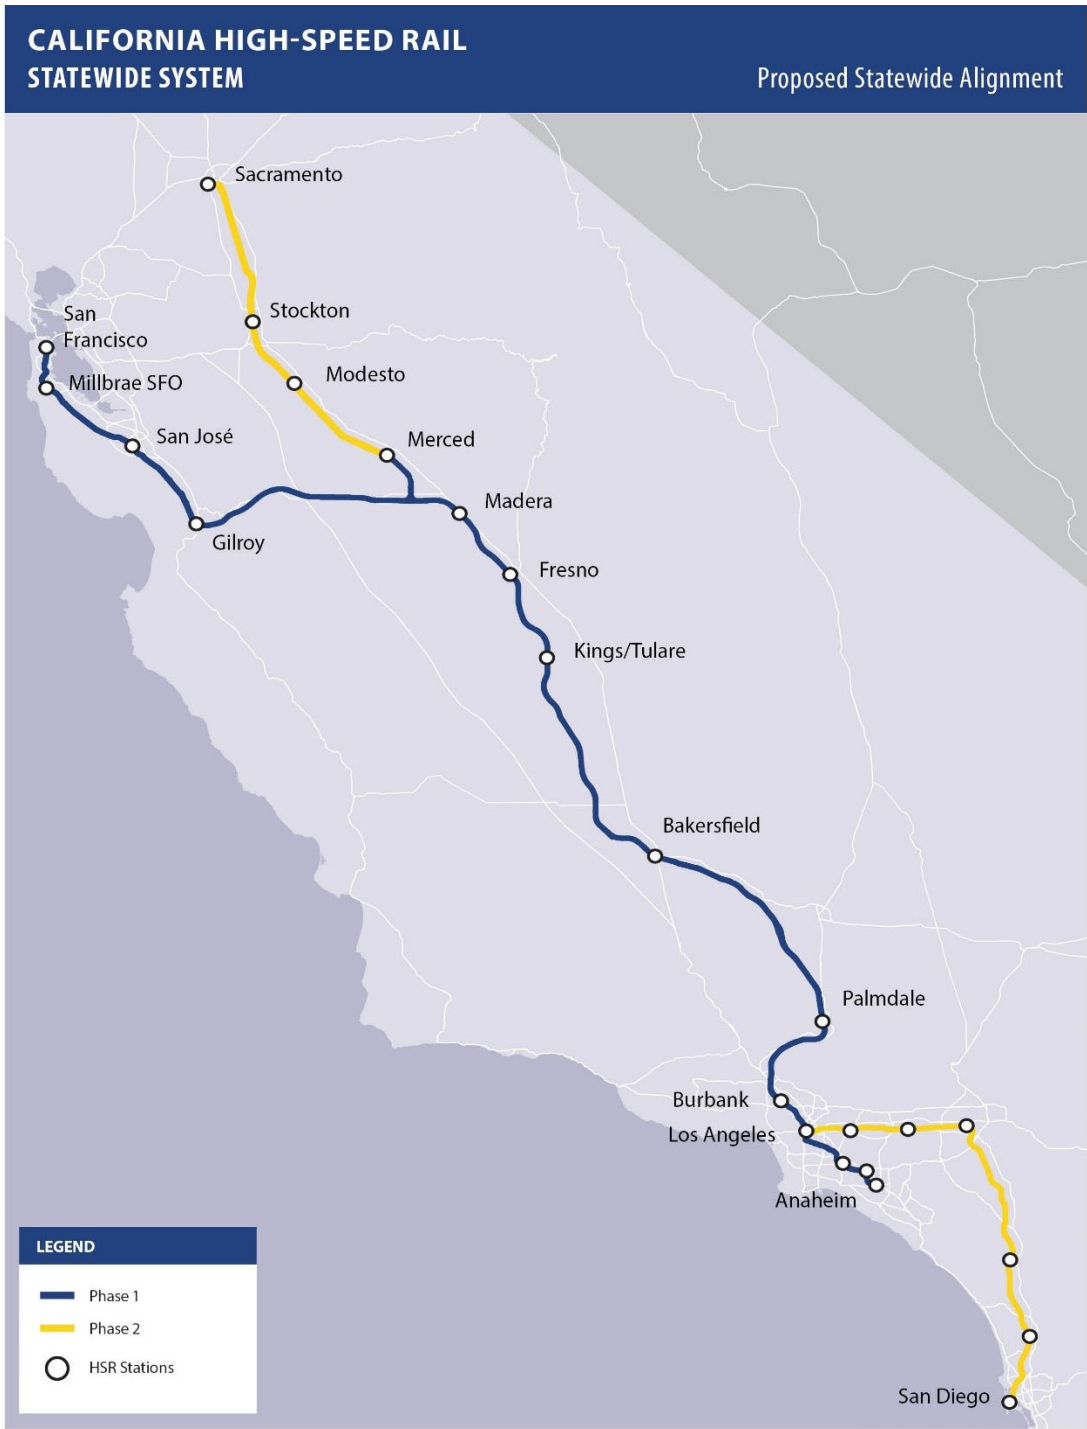 CALIFORNIA HIGH-SPEED RAIL
STATEWIDE SYSTEM
Proposed Statewide Alignment
Sacramento
Stockton
San
Francisco
Modesto
Millbrae SFO
San José
Merced
Madera
Gilroy
Fresno
Kings/Tulare
Bakersfield
Palmdale
Burbank
Los Angeles
Anaheim
San Diego
LEGEND
Phase 1
Phase 2
HSR Stations